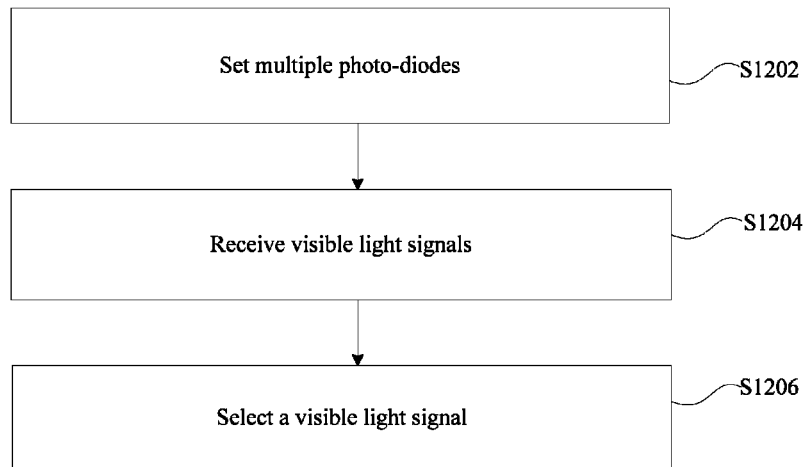 Set multiple photo-diodes
S1202
Receive visible light signals
S1204
Select a visible light signal
S1206